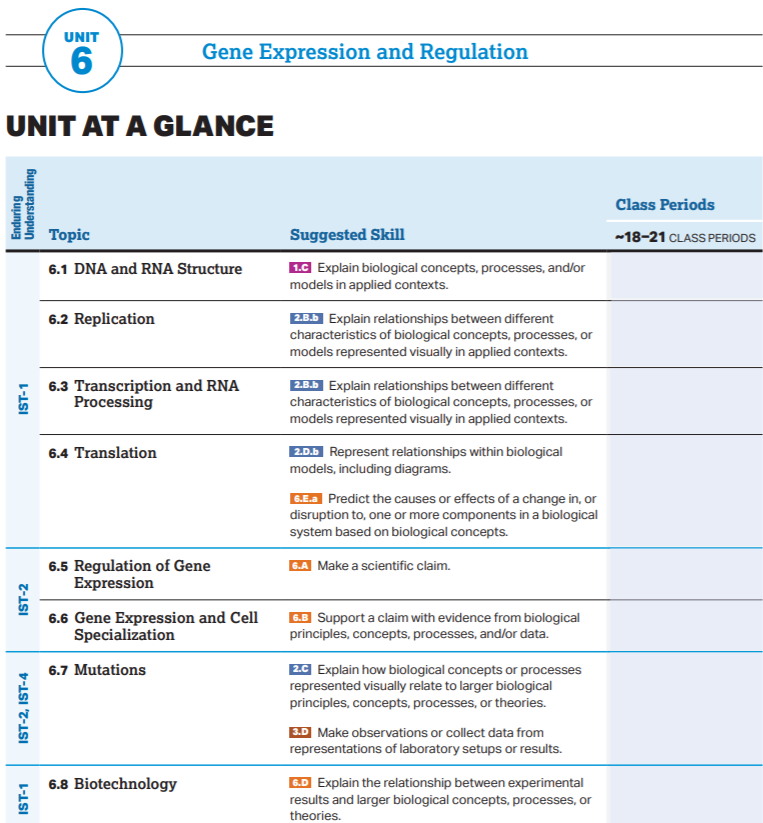 UNIT
6
Gene Expression and Regulation
UNIT AT A GLANCE
Enduring
Understanding
Topic
Suggested Skill
Class Periods
~18–21 CLASS PERIODS
IST-1
6.1 DNA and RNA Structure
1.C Explain biological concepts, processes, and/or
models in applied contexts.
6.2 Replication
2.B.b Explain relationships between different
characteristics of biological concepts, processes, or
models represented visually in applied contexts.
6.3 Transcription and RNA
Processing
2.B.b Explain relationships between different
characteristics of biological concepts, processes, or
models represented visually in applied contexts.
6.4 Translation
2.D.b Represent relationships within biological
models, including diagrams.
6.E.a Predict the causes or effects of a change in, or
disruption to, one or more components in a biological
system based on biological concepts.
IST-2
6.5 Regulation of Gene
Expression
6.A Make a scientific claim.
6.6 Gene Expression and Cell
Specialization
6.B Support a claim with evidence from biological
principles, concepts, processes, and/or data.
IST-2, IST-4
6.7 Mutations
2.C Explain how biological concepts or processes
represented visually relate to larger biological
principles, concepts, processes, or theories.
3.D Make observations or collect data from
representations of laboratory setups or results.
IST-1
6.8 Biotechnology
6.D Explain the relationship between experimental
results and larger biological concepts, processes, or
theories.